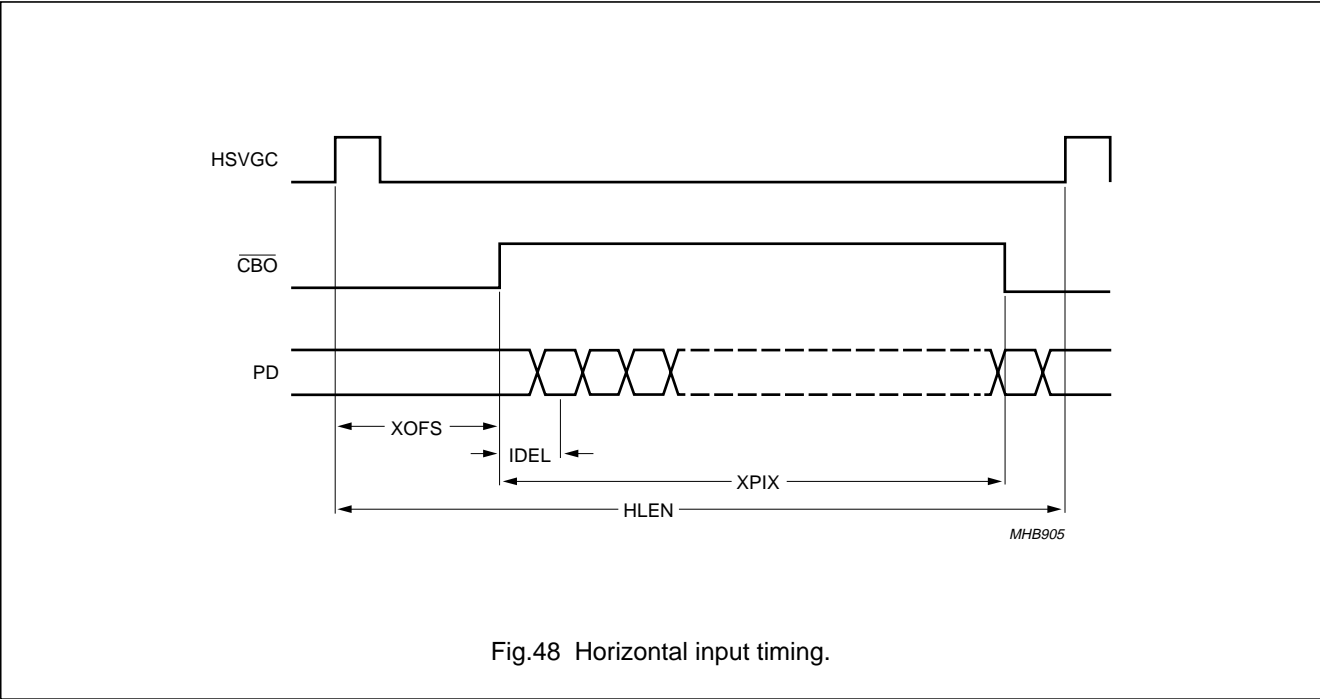 HSVGC
CBO
PD
XOFS
IDEL
XPIX
HLEN
MHB905
Fig.48 Horizontal input timing.